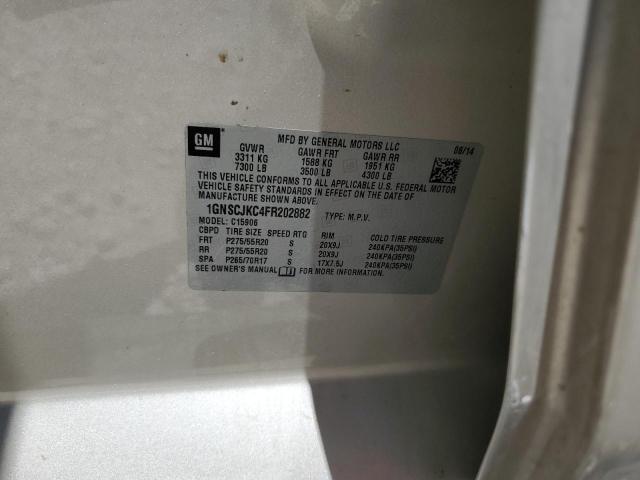 GM
MFD BY GENERAL MOTORS LLC
08/14
GVWR GAWR FRT GAWR RR
3311 KG 1588 KG 1951 KG
7300 LB 3500 LB 4300 LB
THIS VEHICLE CONFORMS TO ALL APPLICABLE U.S. FEDERAL MOTOR
VEHICLE SAFETY STANDARDS IN EFFECT ON THE DATE OF
MANUFACTURE SHOWN ABOVE.
1GNSCJKC4FR202882 TYPE: M.P.V.
MODEL: C15906
CBPD TIRE SIZE SPEED RTG RIM COLD TIRE PRESSURE
FRT P275/55R20 S 20X9J 240KPA(35PSI)
RR P275/55R20 S 20X9J 240KPA(35PSI)
SPA P265/70R17 S 17X7.5J 240KPA(35PSI)
SEE OWNER'S MANUAL FOR MORE INFORMATION.